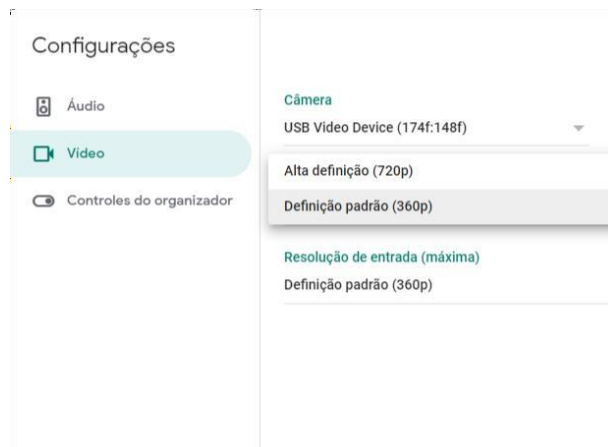 Configurações
Áudio
Vídeo
Controles do organizador
Câmera
USB Video Device (174f:148f)
Alta definição (720p)
Definição padrão (360p)
Resolução de entrada (máxima)
Definição padrão (360p)